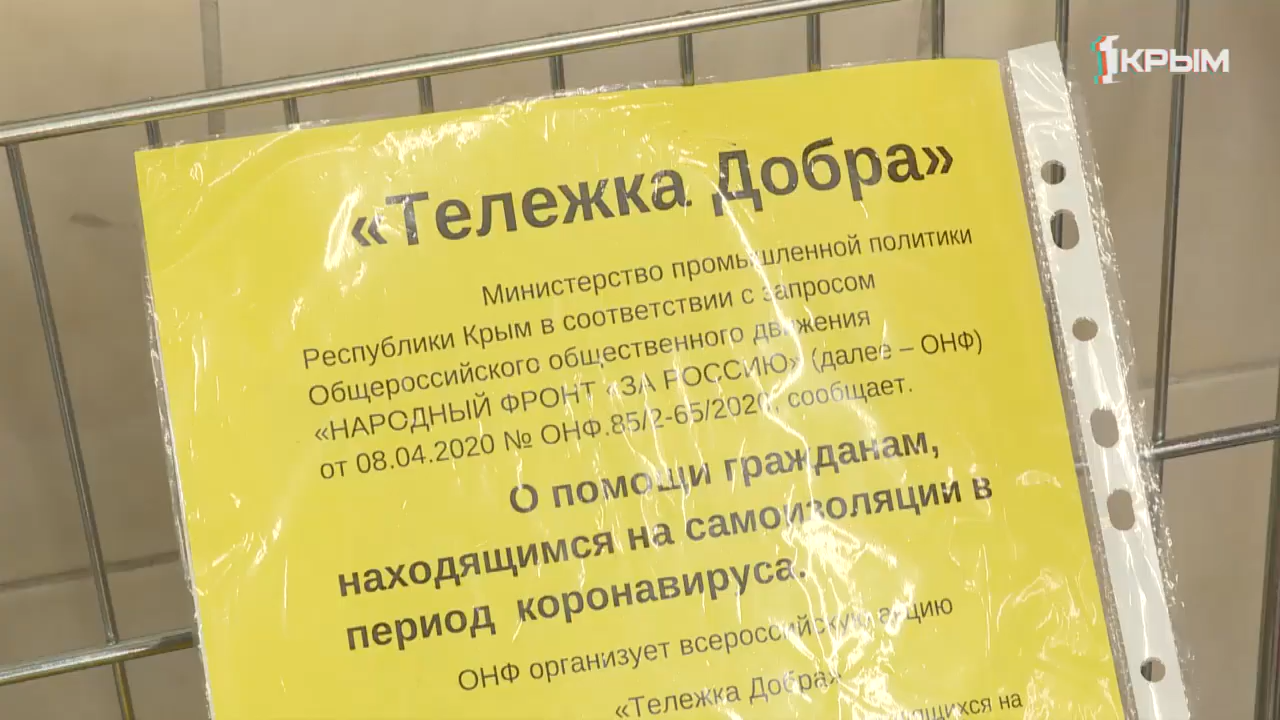 1КРЫМ
«Тележка Добра»
Министерство промышленной политики
Республики Крым в соответствии с запросом
Общероссийского общественного движения
«НАРОДНЫЙ ФРОНТ «ЗА РОССИЮ» (далее – ОНФ)
от 08.04.2020 № ОНФ.85/2-65/2020, сообщает.
О помощи гражданам,
находящимся на самоизоляции в
период коронавируса.
ОНФ организует всероссийскую акцию
«Тележка Добра»
на